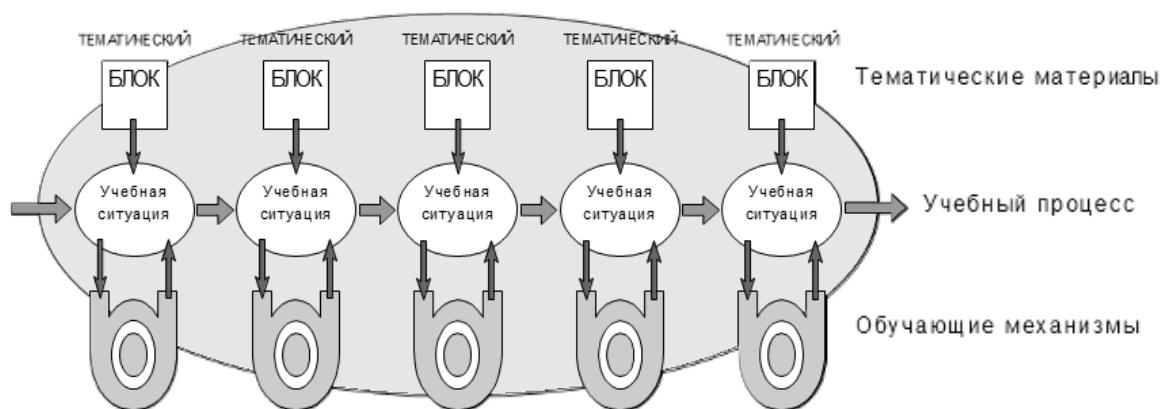 ТЕМАТИЧЕСКИЙ ТЕМАТИЧЕСКИЙ ТЕМАТИЧЕСКИЙ ТЕМАТИЧЕСКИЙ ТЕМАТИЧЕСКИЙ
БЛОК БЛОК БЛОК БЛОК БЛОК
Тематические материалы
Учебная Учебная Учебная Учебная Учебная
ситуация ситуация ситуация ситуация ситуация
Учебный процесс
Обучающие механизмы